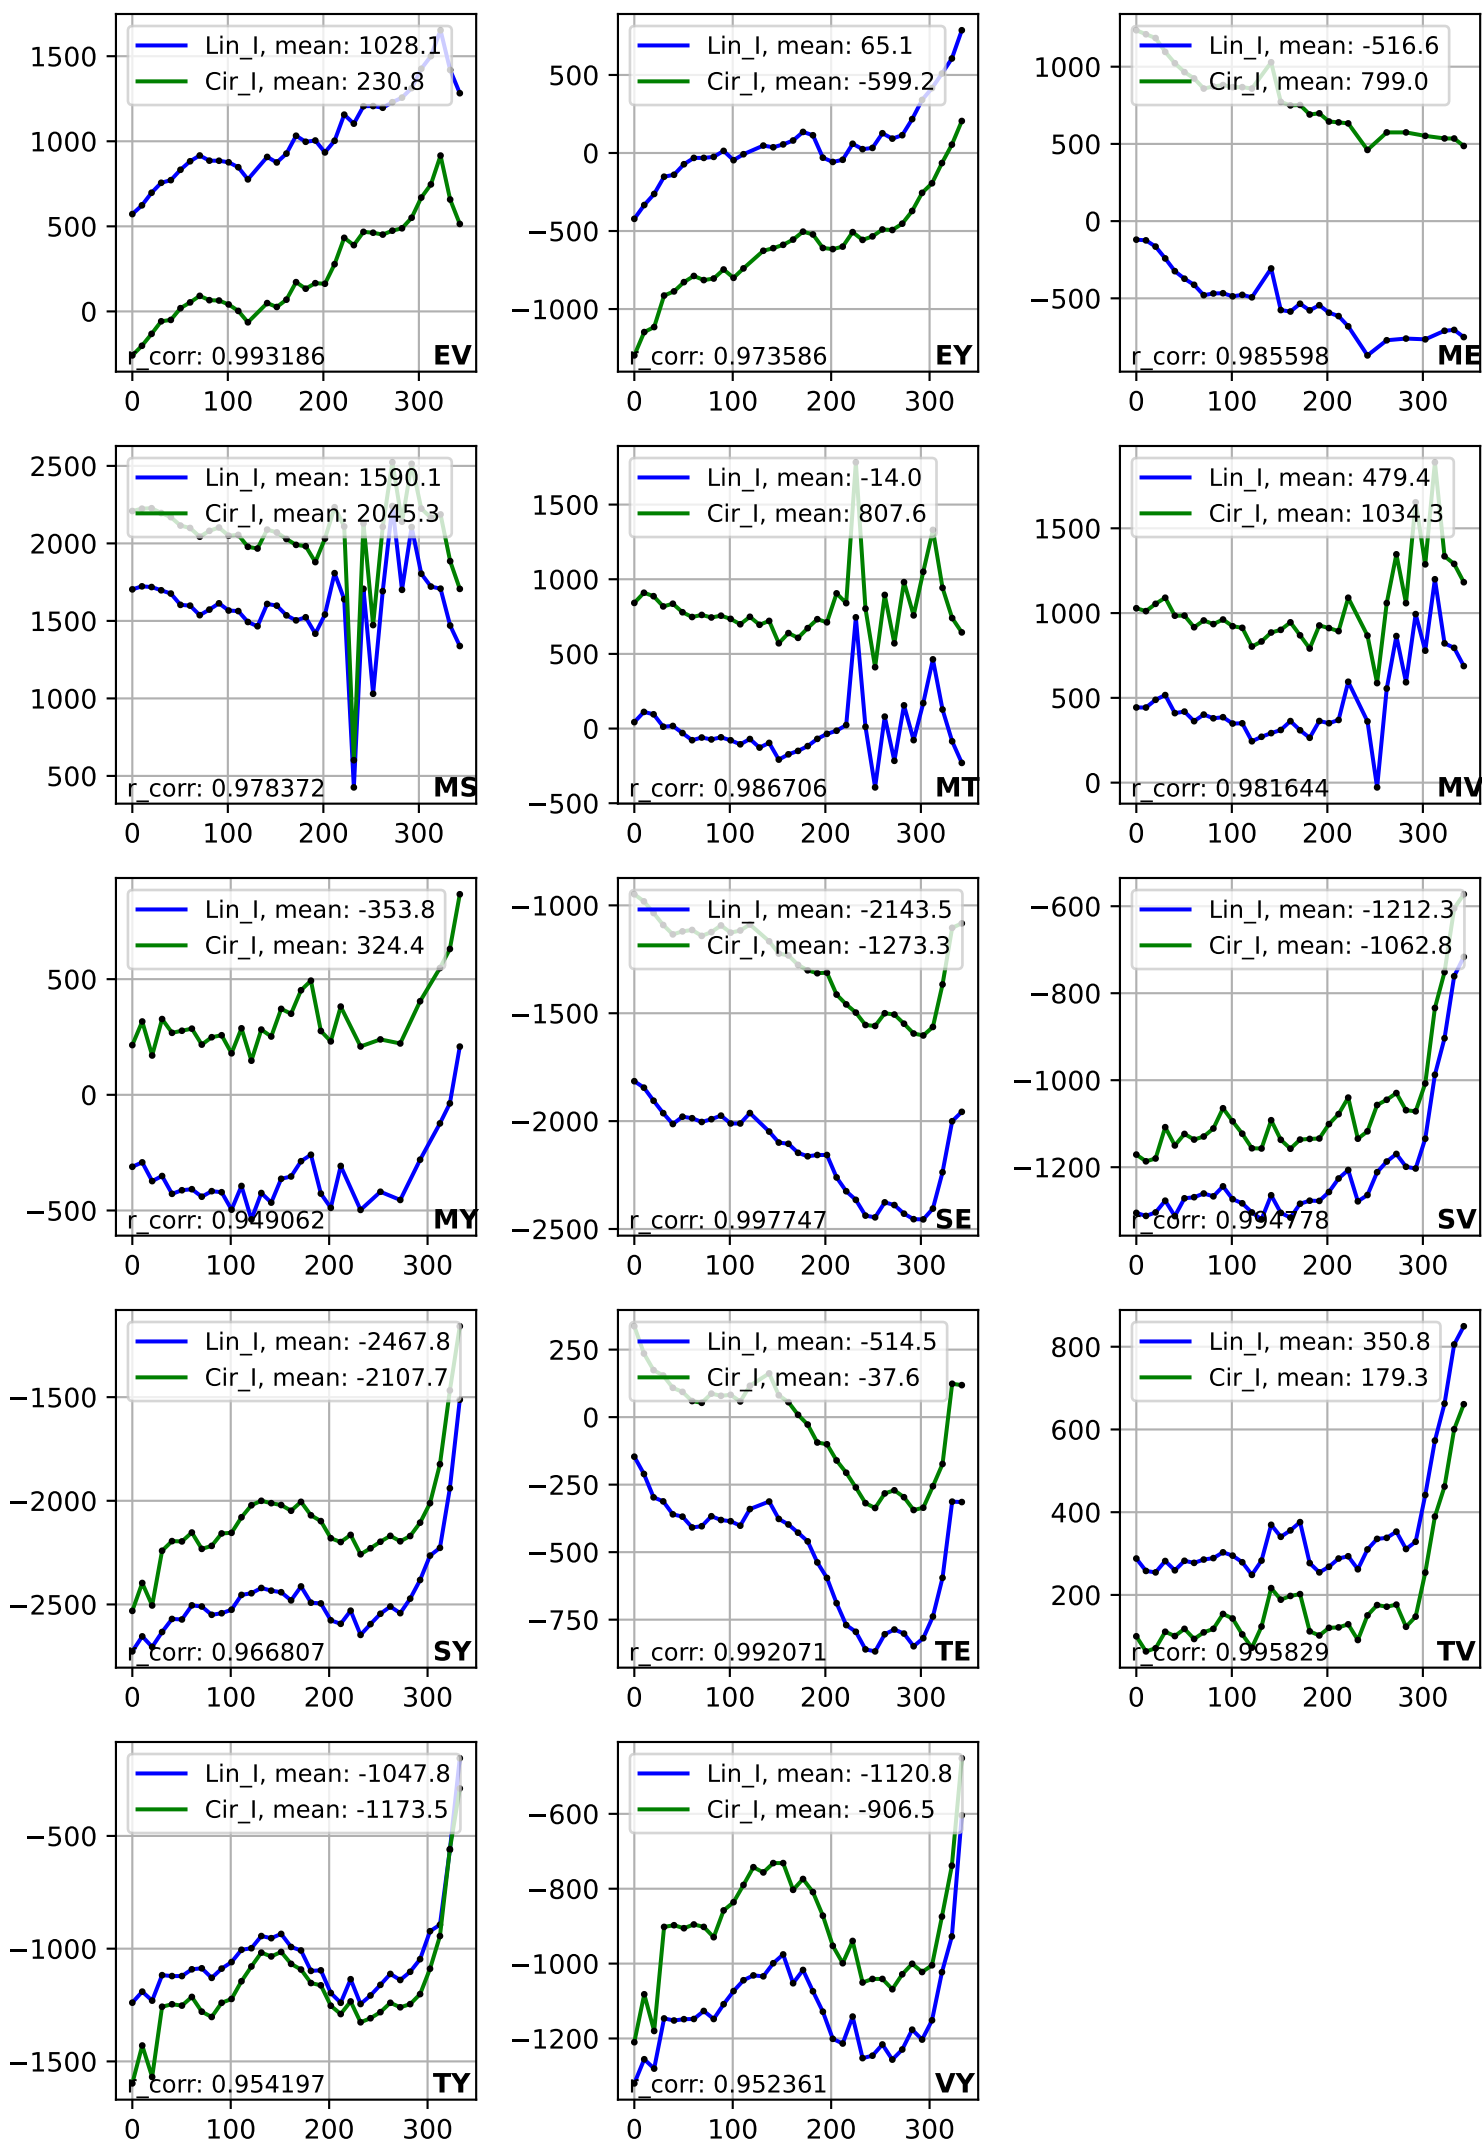 Lin_I, mean: 1028.1
Cir_I, mean: 230.8
1500
1000
500
0
r_corr: 0.993186
EV
0 100 200 300
Lin_I, mean: 65.1
Cir_I, mean: -599.2
500
0
−500
−1000
r_corr: 0.973586
EY
0 100 200 300
Lin_I, mean: -516.6
Cir_I, mean: 799.0
1000
500
0
−500
r_corr: 0.985598
ME
0 100 200 300
Lin_I, mean: 1590.1
Cir_I, mean: 2045.3
2500
2000
1500
1000
500
r_corr: 0.978372
MS
0 100 200 300
Lin_I, mean: -14.0
Cir_I, mean: 807.6
1500
1000
500
0
−500
r_corr: 0.986706
MT
0 100 200 300
Lin_I, mean: 479.4
Cir_I, mean: 1034.3
1500
1000
500
0
r_corr: 0.981644
MV
0 100 200 300
Lin_I, mean: -353.8
Cir_I, mean: 324.4
500
0
−500
r_corr: 0.949062
MY
0 100 200 300
Lin_I, mean: -2143.5
Cir_I, mean: -1273.3
−1000
−1500
−2000
−2500
r_corr: 0.997747
SE
0 100 200 300
Lin_I, mean: -1212.3
Cir_I, mean: -1062.8
−600
−800
−1000
−1200
r_corr: 0.994778
SV
0 100 200 300
Lin_I, mean: -2467.8
Cir_I, mean: -2107.7
−1500
−2000
−2500
r_corr: 0.966807
SY
0 100 200 300
Lin_I, mean: -514.5
Cir_I, mean: -37.6
250
0
−250
−500
−750
r_corr: 0.992071
TE
0 100 200 300
Lin_I, mean: 350.8
Cir_I, mean: 179.3
800
600
400
200
r_corr: 0.995829
TV
0 100 200 300
Lin_I, mean: -1047.8
Cir_I, mean: -1173.5
−500
−1000
−1500
r_corr: 0.954197
TY
0 100 200 300
Lin_I, mean: -1120.8
Cir_I, mean: -906.5
−600
−800
−1000
−1200
r_corr: 0.952361
VY
0 100 200 300